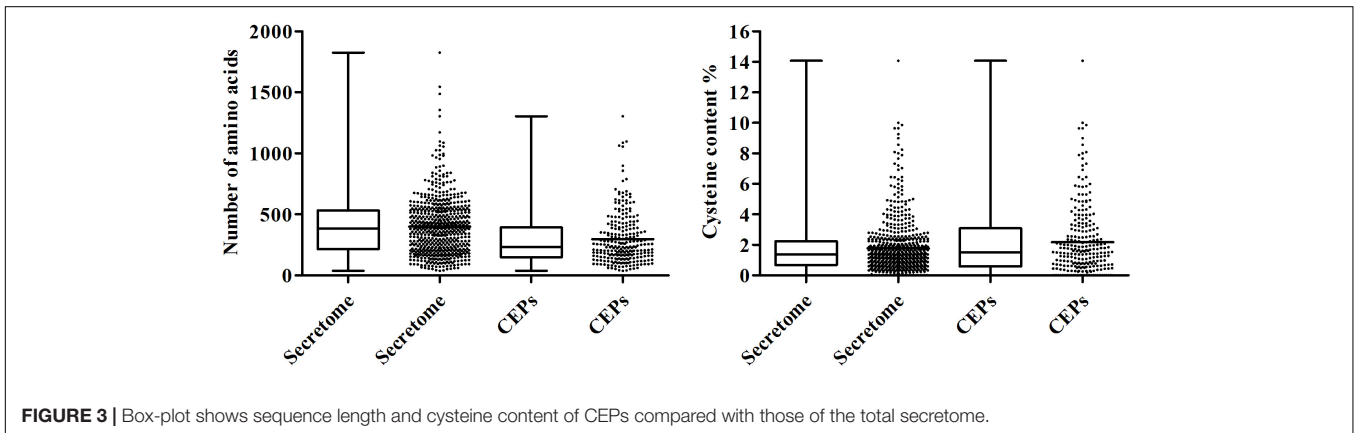 Number of amino acids
2000
1500
1000
500
0
Secretome
Secretome
CEPs
CEPs
Cysteine content %
16
14
12
10
8
6
4
2
0
Secretome
Secretome
CEPs
CEPs
FIGURE 3 | Box-plot shows sequence length and cysteine content of CEPs compared with those of the total secretome.